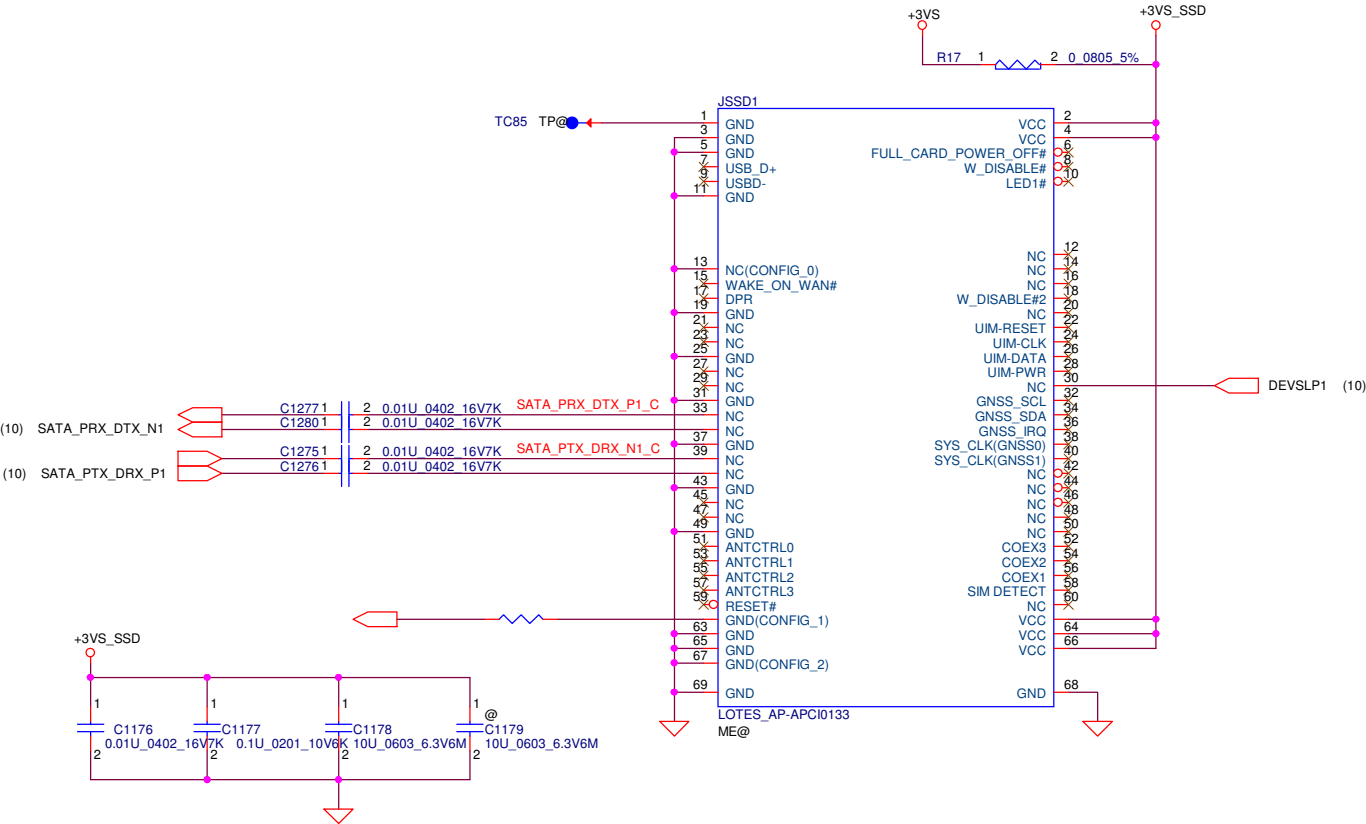 +3VS
+3VS_SSD
R17 1 2 0_0805_5%
JSSD1
TC85 TP@
1 GND VCC 2
3 GND VCC 4
5 GND FULL_CARD_POWER_OFF# 6
7 USB_D+ W_DISABLE# 8
9 USBD- LED1# 10
11 GND
NC 12
13 NC(CONFIG_0) NC 14
15 WAKE_ON_WAN# NC 16
17 DPR W_DISABLE#2 18
19 GND NC 20
21 NC UIM-RESET 22
23 NC UIM-CLK 24
25 GND UIM-DATA 26
27 NC UIM-PWR 28
29 NC NC 30 DEVSLP1 (10)
31 GND GNSS_SCL 32
C1277 1 2 0.01U_0402_16V7K SATA_PRX_DTX_P1_C 33 NC GNSS_SDA 34
(10) SATA_PRX_DTX_N1 C1280 1 2 0.01U_0402_16V7K NC GNSS_IRQ 36
37 GND SYS_CLK(GNSS0) 38
C1275 1 2 0.01U_0402_16V7K SATA_PTX_DRX_N1_C 39 NC SYS_CLK(GNSS1) 40
(10) SATA_PTX_DRX_P1 C1276 1 2 0.01U_0402_16V7K NC NC 42
43 GND NC 44
45 NC NC 46
47 NC NC 48
49 GND NC 50
51 ANTCTRL0 COEX3 52
53 ANTCTRL1 COEX2 54
55 ANTCTRL2 COEX1 56
57 ANTCTRL3 SIM DETECT 58
59 RESET# NC 60
GND(CONFIG_1) VCC
63 GND VCC 64
65 GND VCC 66
67 GND(CONFIG_2)
69 GND GND 68
LOTES_AP-APCI0133
ME@
+3VS_SSD
1 1 1 1
@
C1176 C1177 C1178 C1179
0.01U_0402_16V7K 0.1U_0201_10V6K 10U_0603_6.3V6M 10U_0603_6.3V6M
2 2 2 2